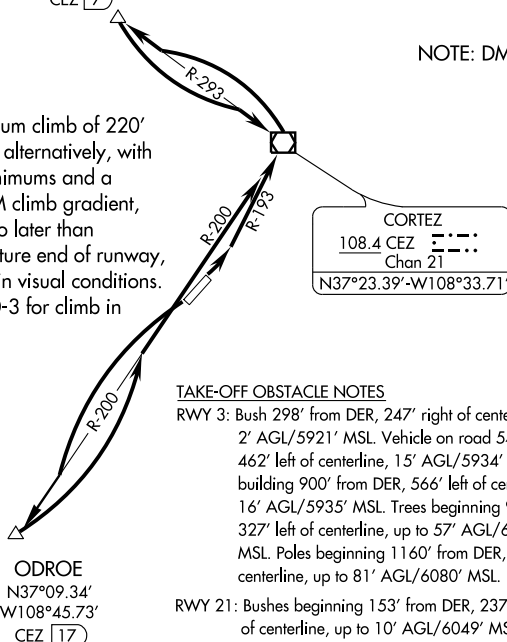 CEZ 7
NOTE: DM
R-293
um climb of 220'
alternatively, with
nimums and a
M climb gradient,
o later than
ture end of runway,
in visual conditions.
-3 for climb in
R-200
R-193
CORTEZ
108.4 CEZ
Chan 21
N37°23.39'-W108°33.71'
R-200
TAKE-OFF OBSTACLE NOTES
RWY 3: Bush 298' from DER, 247' right of cente
2' AGL/5921' MSL. Vehicle on road 5
462' left of centerline, 15' AGL/5934'
building 900' from DER, 566' left of ce
16' AGL/5935' MSL. Trees beginning
327' left of centerline, up to 57' AGL/6
MSL. Poles beginning 1160' from DER,
centerline, up to 81' AGL/6080' MSL.
RWY 21: Bushes beginning 153' from DER, 237
of centerline, up to 10' AGL/6049' MS
ODROE
N37°09.34'
W108°45.73'
CEZ 17